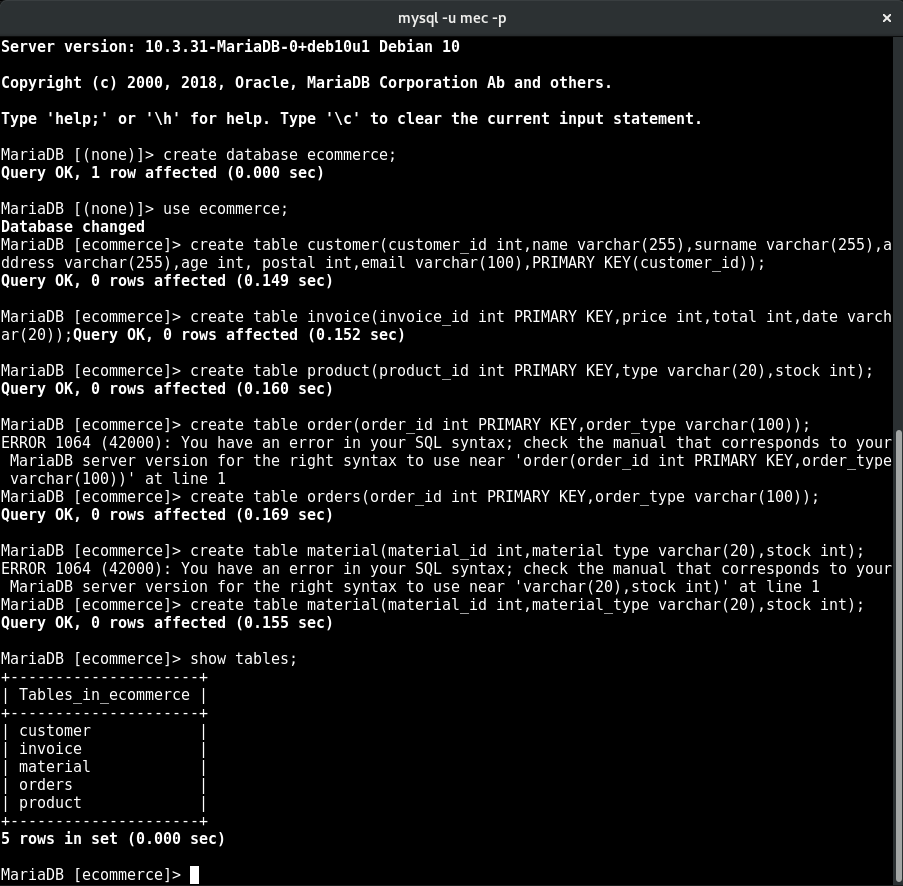 mysql -u mec -p
Server version: 10.3.31-MariaDB-0+deb10u1 Debian 10
Copyright (c) 2000, 2018, Oracle, MariaDB Corporation Ab and others.
Type 'help;' or '\h' for help. Type '\c' to clear the current input statement.
MariaDB [(none)]> create database ecommerce;
Query OK, 1 row affected (0.000 sec)
MariaDB [(none)]> use ecommerce;
Database changed
MariaDB [ecommerce]> create table customer(customer_id int,name varchar(255),surname varchar(255),a
ddress varchar(255),age int, postal int,email varchar(100),PRIMARY KEY(customer_id));
Query OK, 0 rows affected (0.149 sec)
MariaDB [ecommerce]> create table invoice(invoice_id int PRIMARY KEY,price int,total int,date varch
ar(20));Query OK, 0 rows affected (0.152 sec)
MariaDB [ecommerce]> create table product(product_id int PRIMARY KEY,type varchar(20),stock int);
Query OK, 0 rows affected (0.160 sec)
MariaDB [ecommerce]> create table order(order_id int PRIMARY KEY,order_type varchar(100));
ERROR 1064 (42000): You have an error in your SQL syntax; check the manual that corresponds to your
 MariaDB server version for the right syntax to use near 'order(order_id int PRIMARY KEY,order_type
 varchar(100))' at line 1
MariaDB [ecommerce]> create table orders(order_id int PRIMARY KEY,order_type varchar(100));
Query OK, 0 rows affected (0.169 sec)
MariaDB [ecommerce]> create table material(material_id int,material type varchar(20),stock int);
ERROR 1064 (42000): You have an error in your SQL syntax; check the manual that corresponds to your
 MariaDB server version for the right syntax to use near 'varchar(20),stock int)' at line 1
MariaDB [ecommerce]> create table material(material_id int,material_type varchar(20),stock int);
Query OK, 0 rows affected (0.155 sec)
MariaDB [ecommerce]> show tables;
+---------------------+
| Tables_in_ecommerce |
+---------------------+
| customer            |
| invoice             |
| material            |
| orders              |
| product             |
+---------------------+
5 rows in set (0.000 sec)
MariaDB [ecommerce]>